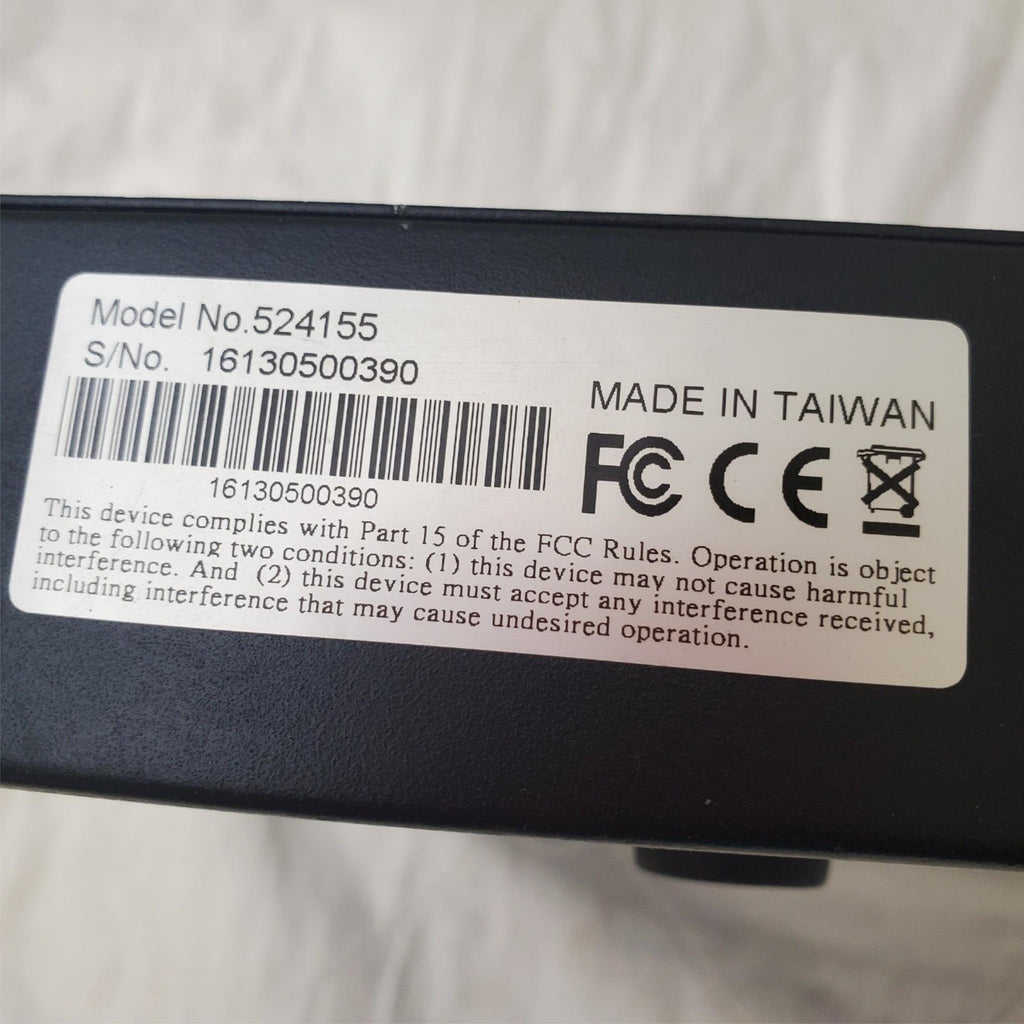 Model No.524155
S/No. 16130500390
16130500390
MADE IN TAIWAN
FCC CE
This device complies with Part 15 of the FCC Rules. Operation is object
to the following two conditions: (1) this device may not cause harmful
interference. And (2) this device must accept any interference received,
including interference that may cause undesired operation.